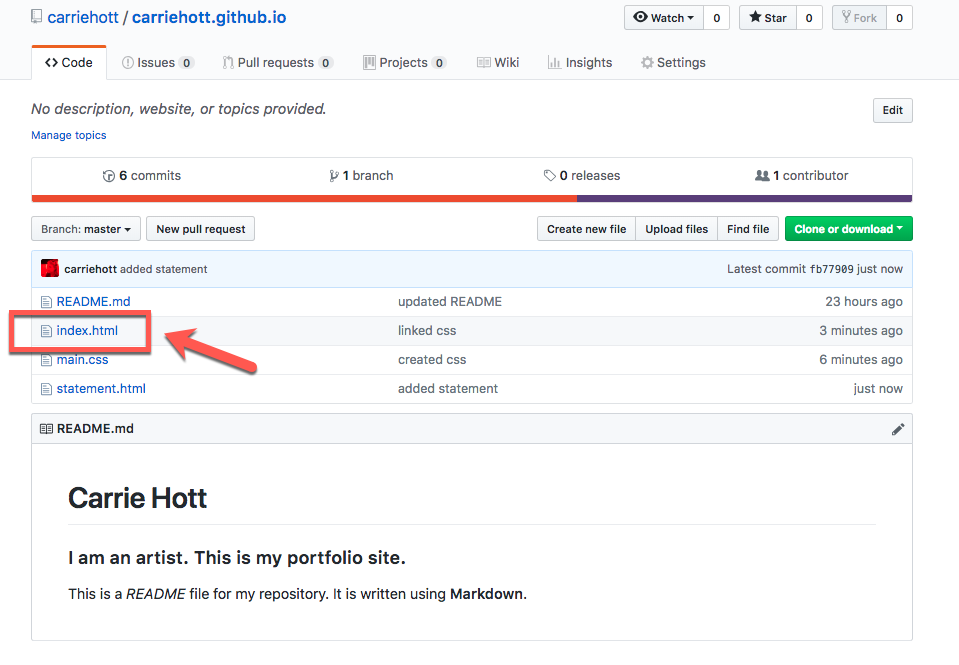 carriehott / carriehott.github.io Watch 0 Star 0 Fork 0
Code Issues 0 Pull requests 0 Projects 0 Wiki Insights Settings
No description, website, or topics provided. Edit
Manage topics
6 commits 1 branch 0 releases 1 contributor
Branch: master New pull request Create new file Upload files Find file Clone or download
carriehott added statement Latest commit fb77909 just now
README.md updated README 23 hours ago
index.html linked css 3 minutes ago
main.css created css 6 minutes ago
statement.html added statement just now
README.md
Carrie Hott
I am an artist. This is my portfolio site.
This is a README file for my repository. It is written using Markdown.